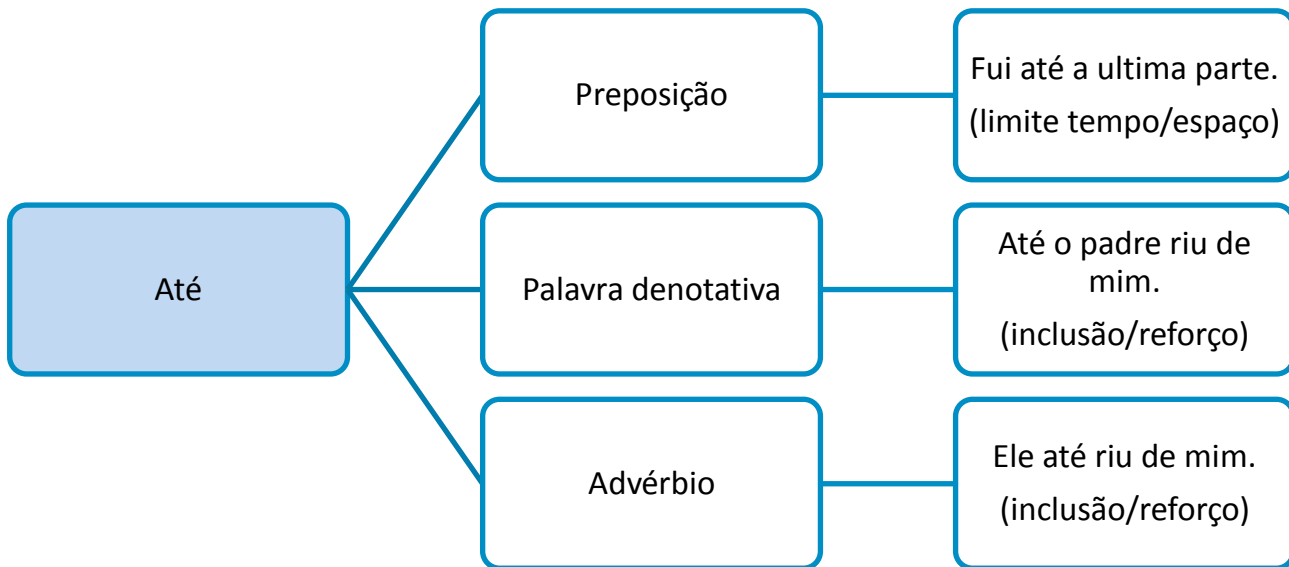 Até
Preposição
Fui até a ultima parte.
(limite tempo/espaço)
Palavra denotativa
Até o padre riu de
mim.
(inclusão/reforço)
Advérbio
Ele até riu de mim.
(inclusão/reforço)